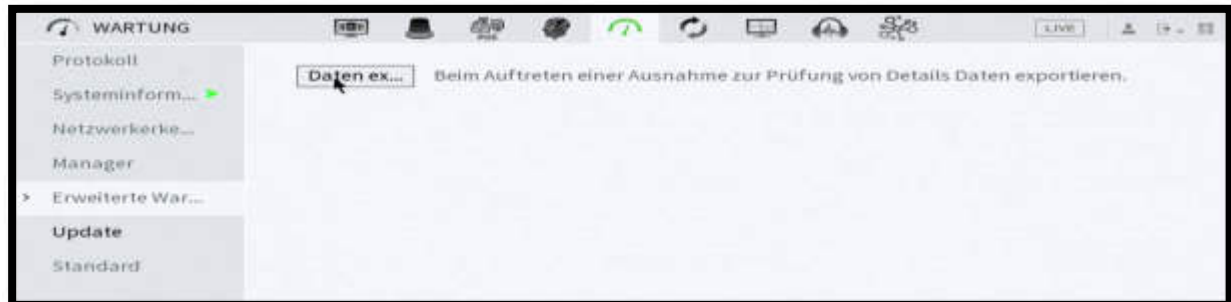 WARTUNG
LIVE
Protokoll
Daten ex... Beim Auftreten einer Ausnahme zur Prüfung von Details Daten exportieren.
Systeminform...
Netzwerkerke...
Manager
Erweiterte War...
Update
Standard